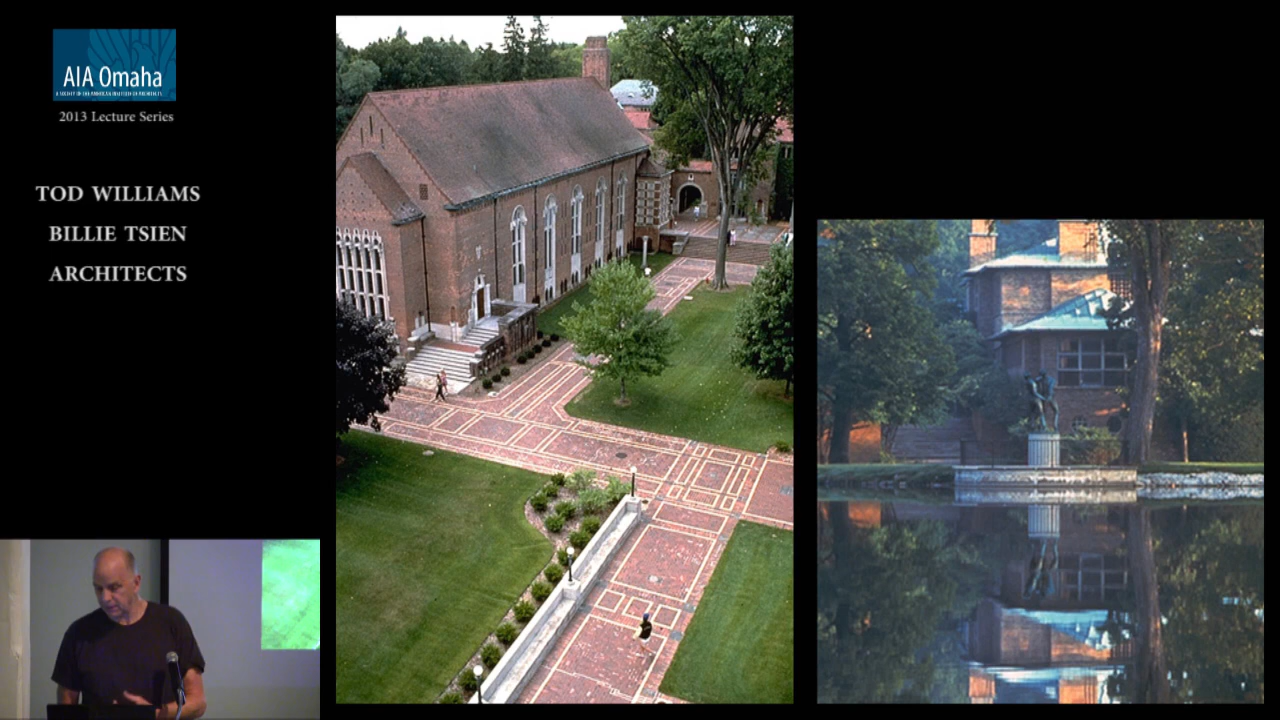 AIA Omaha
A SOCIETY OF THE AMERICAN INSTITUTE OF ARCHITECTS
2013 Lecture Series
TOD WILLIAMS
BILLIE TSIEN
ARCHITECTS